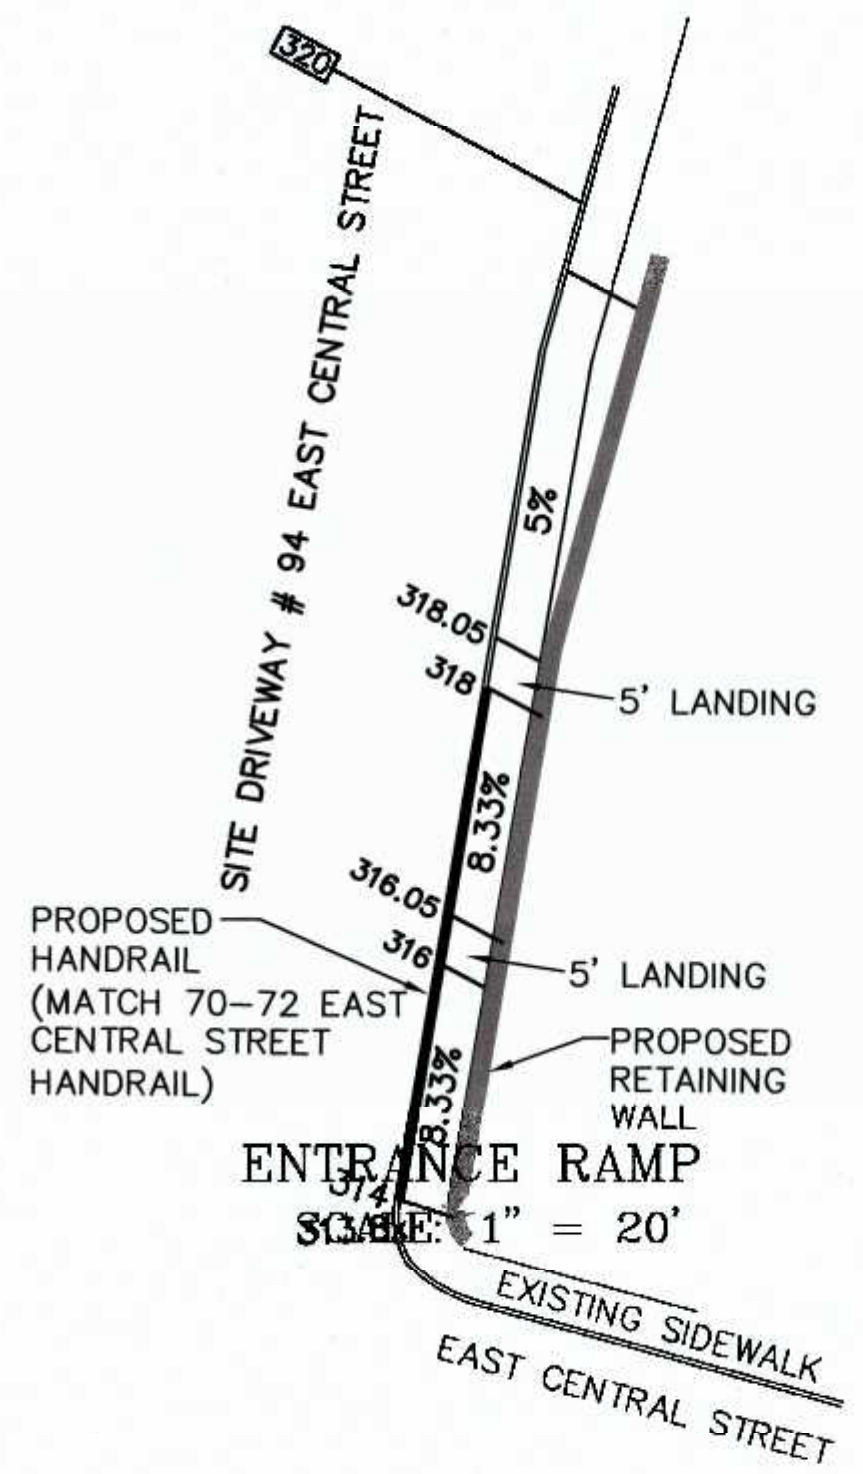 320
SITE DRIVEWAY # 94 EAST CENTRAL STREET
5%
318.05
318
5' LANDING
8.33%
316.05
316
5' LANDING
PROPOSED
HANDRAIL
(MATCH 70-72 EAST
CENTRAL STREET
HANDRAIL)
PROPOSED
RETAINING
WALL
8.33%
ENTRANCE RAMP
314
SCALE: 1" = 20'
EXISTING SIDEWALK
EAST CENTRAL STREET